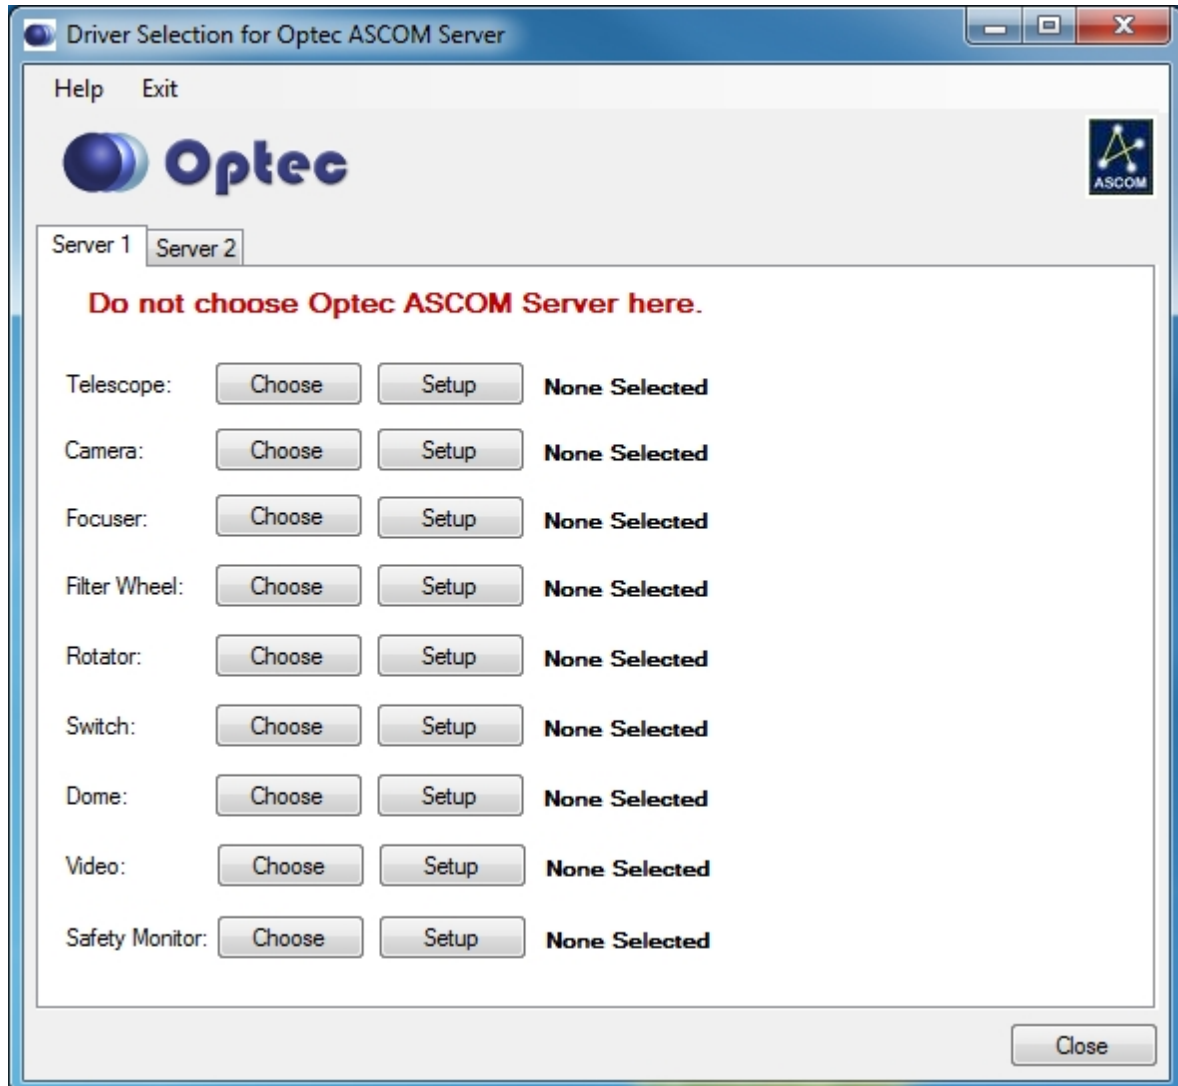 Driver Selection for Optec ASCOM Server
Help Exit
Optec
ASCOM
Server 1 Server 2
Do not choose Optec ASCOM Server here.
Telescope: Choose Setup None Selected
Camera: Choose Setup None Selected
Focuser: Choose Setup None Selected
Filter Wheel: Choose Setup None Selected
Rotator: Choose Setup None Selected
Switch: Choose Setup None Selected
Dome: Choose Setup None Selected
Video: Choose Setup None Selected
Safety Monitor: Choose Setup None Selected
Close